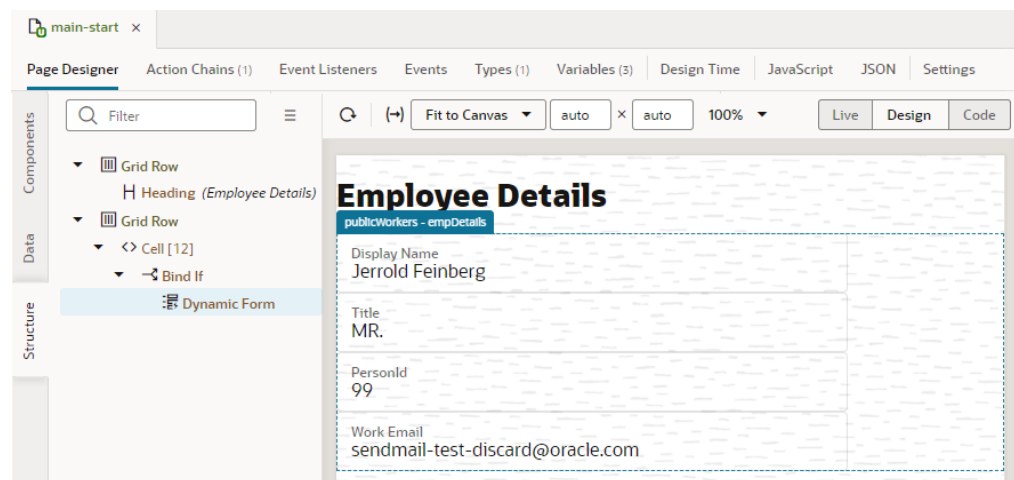 main-start ×
Page Designer Action Chains (1) Event Listeners Events Types (1) Variables (3) Design Time JavaScript JSON Settings
Components
Data
Structure
Filter
Fit to Canvas auto × auto 100% Live Design Code
Grid Row
Heading (Employee Details)
Grid Row
Cell [12]
Bind If
Dynamic Form
Employee Details
publicWorkers - empDetails
Display Name
Jerrold Feinberg
Title
MR.
PersonId
99
Work Email
sendmail-test-discard@oracle.com